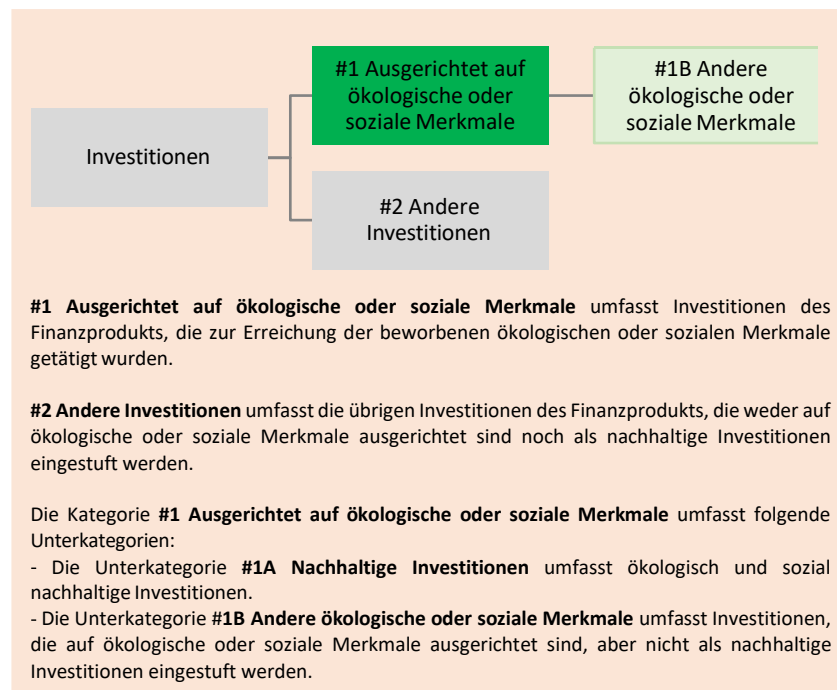 #1 Ausgerichtet auf
ökologische oder
soziale Merkmale
#1B Andere
ökologische oder
soziale Merkmale
Investitionen
#2 Andere
Investitionen
#1 Ausgerichtet auf ökologische oder soziale Merkmale umfasst Investitionen des
Finanzprodukts, die zur Erreichung der beworbenen ökologischen oder sozialen Merkmale
getätigt wurden.
#2 Andere Investitionen umfasst die übrigen Investitionen des Finanzprodukts, die weder auf
ökologische oder soziale Merkmale ausgerichtet sind noch als nachhaltige Investitionen
eingestuft werden.
Die Kategorie #1 Ausgerichtet auf ökologische oder soziale Merkmale umfasst folgende
Unterkategorien:
- Die Unterkategorie #1A Nachhaltige Investitionen umfasst ökologisch und sozial
nachhaltige Investitionen.
- Die Unterkategorie #1B Andere ökologische oder soziale Merkmale umfasst Investitionen,
die auf ökologische oder soziale Merkmale ausgerichtet sind, aber nicht als nachhaltige
Investitionen eingestuft werden.